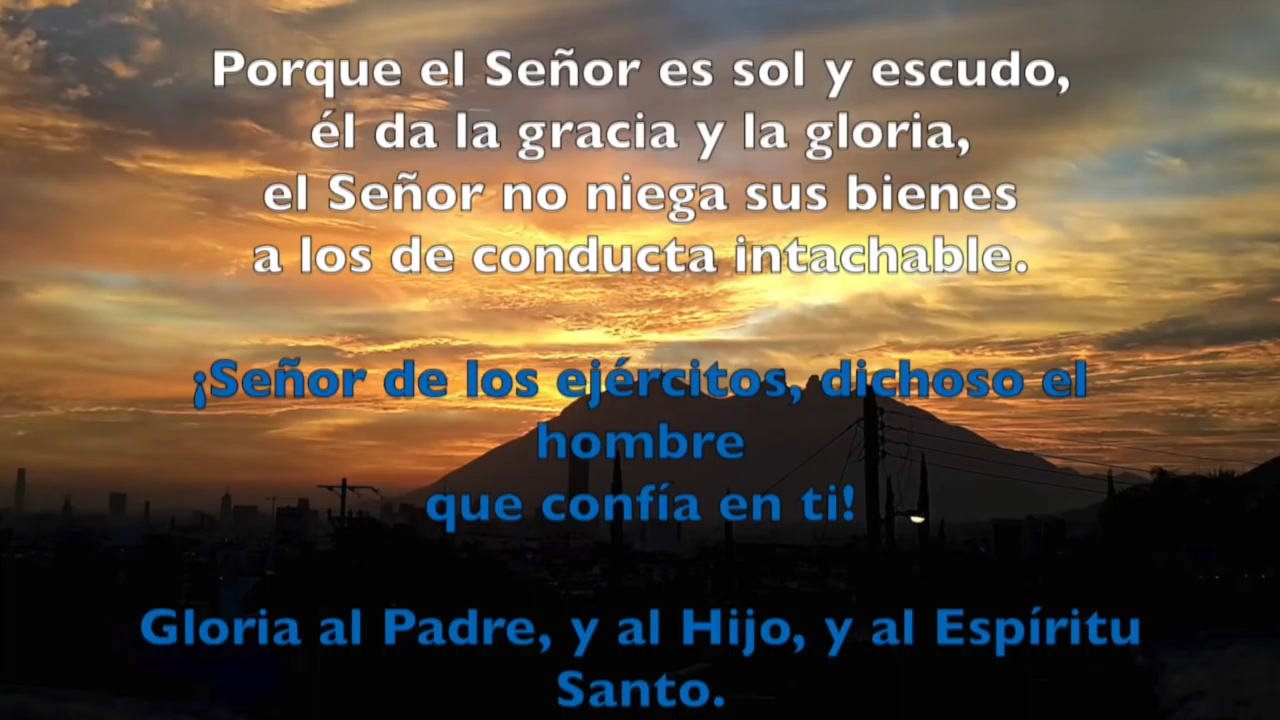 Porque el Señor es sol y escudo,
él da la gracia y la gloria,
el Señor no niega sus bienes
a los de conducta intachable.
¡Señor de los ejércitos, dichoso el
hombre
que confía en ti!
Gloria al Padre, y al Hijo, y al Espíritu
Santo.